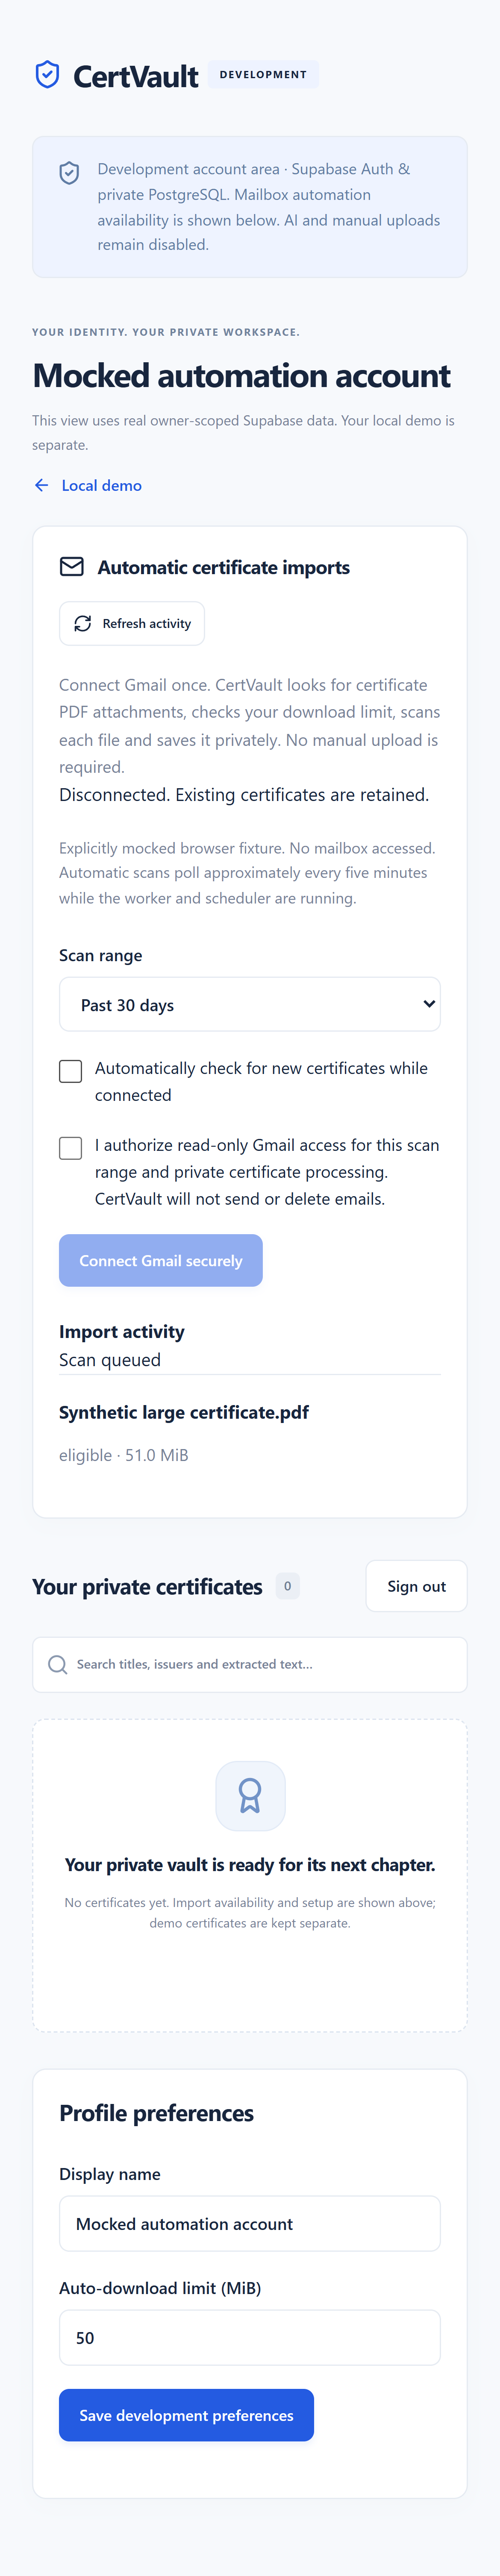 CertVault DEVELOPMENT
Development account area · Supabase Auth &
private PostgreSQL. Mailbox automation
availability is shown below. AI and manual uploads
remain disabled.
YOUR IDENTITY. YOUR PRIVATE WORKSPACE.
Mocked automation account
This view uses real owner-scoped Supabase data. Your local demo is
separate.
Local demo
Automatic certificate imports
Refresh activity
Connect Gmail once. CertVault looks for certificate
PDF attachments, checks your download limit, scans
each file and saves it privately. No manual upload is
required.
Disconnected. Existing certificates are retained.
Explicitly mocked browser fixture. No mailbox accessed.
Automatic scans poll approximately every five minutes
while the worker and scheduler are running.
Scan range
Past 30 days
Automatically check for new certificates while
connected
I authorize read-only Gmail access for this scan
range and private certificate processing.
CertVault will not send or delete emails.
Connect Gmail securely
Import activity
Scan queued
Synthetic large certificate.pdf
eligible · 51.0 MiB
Your private certificates 0 Sign out
Search titles, issuers and extracted text...
Your private vault is ready for its next chapter.
No certificates yet. Import availability and setup are shown above;
demo certificates are kept separate.
Profile preferences
Display name
Mocked automation account
Auto-download limit (MiB)
50
Save development preferences